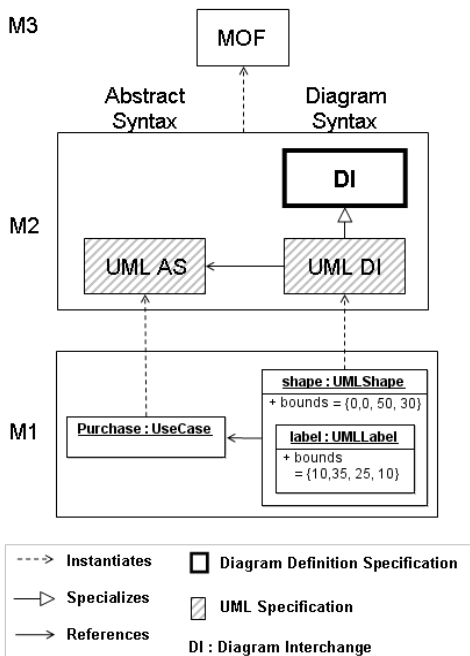 M3
MOF
Abstract
Syntax
Diagram
Syntax
DI
M2
UML AS
UML DI
shape:UMLShape
+ bounds = {0,0, 50, 30}
M1
Purchase:UseCase
label:UMLLabel
+ bounds
= {10,35, 25, 10}
Instantiates
Diagram Definition Specification
Specializes
UML Specification
References
DI : Diagram Interchange